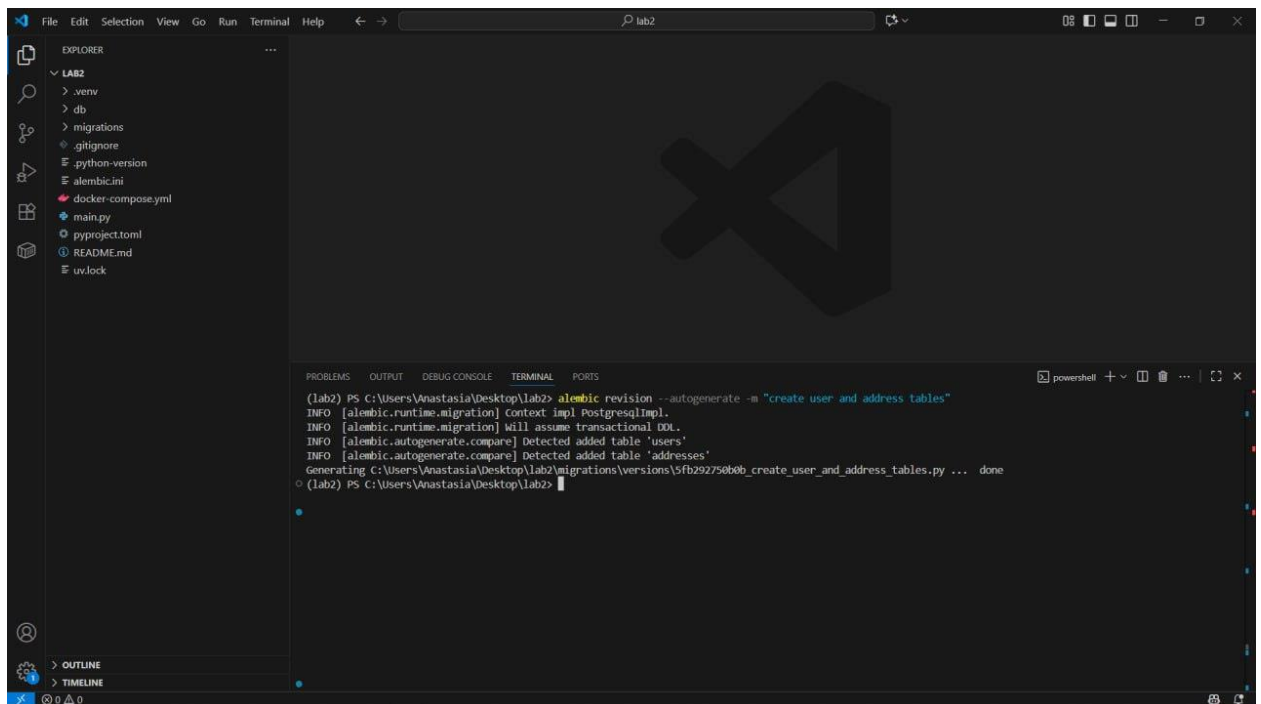 File Edit Selection View Go Run Terminal Help
lab2
EXPLORER
LAB2
.venv
db
migrations
.gitignore
.python-version
alembic.ini
docker-compose.yml
main.py
pyproject.toml
README.md
uv.lock
PROBLEMS OUTPUT DEBUG CONSOLE TERMINAL PORTS
powershell
(lab2) PS C:\Users\Anastasia\Desktop\lab2> alembic revision --autogenerate -m "create user and address tables"
INFO [alembic.runtime.migration] Context impl PostgresqlImpl.
INFO [alembic.runtime.migration] Will assume transactional DDL.
INFO [alembic.autogenerate.compare] Detected added table 'users'
INFO [alembic.autogenerate.compare] Detected added table 'addresses'
Generating C:\Users\Anastasia\Desktop\lab2\migrations\versions\5fb292750b0b_create_user_and_address_tables.py ... done
(lab2) PS C:\Users\Anastasia\Desktop\lab2>
OUTLINE
1
TIMELINE
0 0